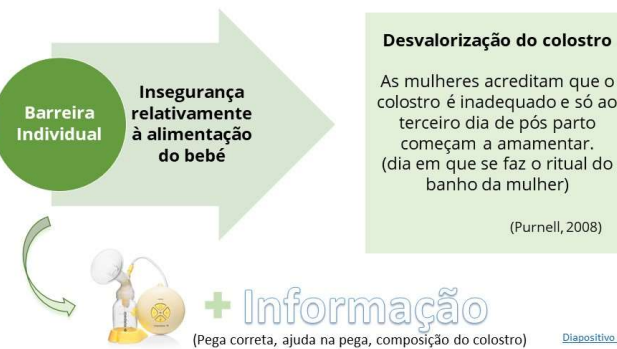 Barreira
Individual
Insegurança
relativamente
à alimentação
do bebé
Desvalorização do colostro
As mulheres acreditam que o
colostro é inadequado e só ao
terceiro dia de pós parto
começam a amamentar.
(dia em que se faz o ritual do
banho da mulher)
(Purnell, 2008)
+ Informação
(Pega correta, ajuda na pega, composição do colostro)
Diapositivo